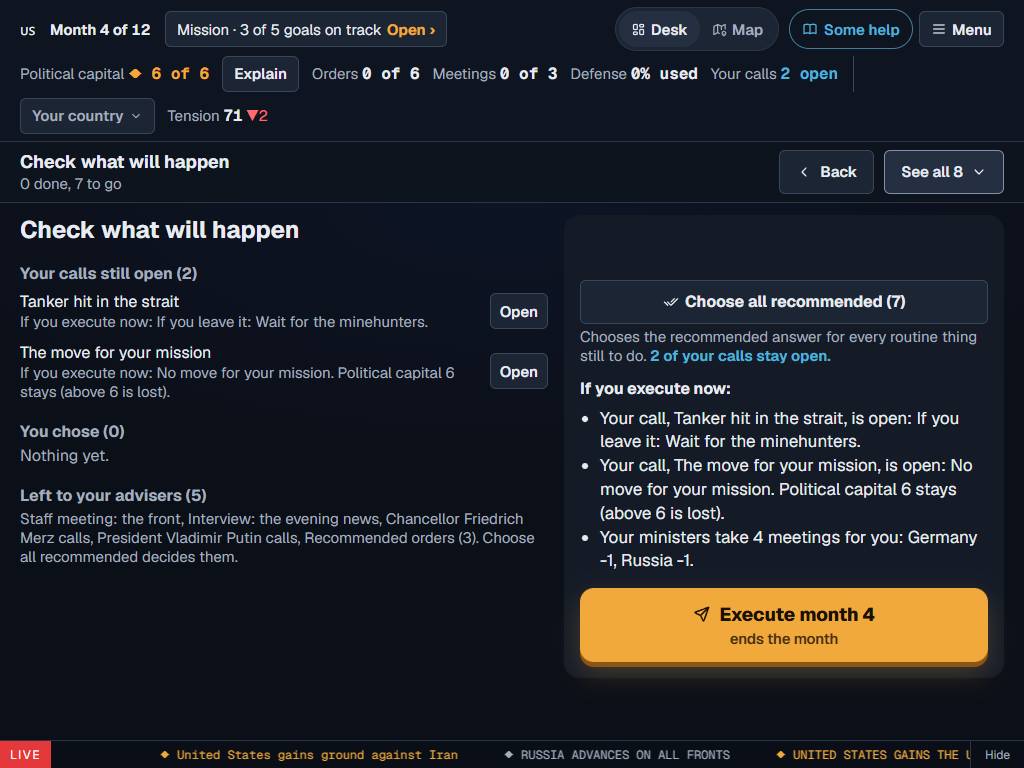 US Month 4 of 12 Mission · 3 of 5 goals on track Open › Desk Map Some help Menu
Political capital ◆ 6 of 6 Explain Orders 0 of 6 Meetings 0 of 3 Defense 0% used Your calls 2 open
Your country Tension 71 ▼2
Check what will happen
0 done, 7 to go
Back See all 8
Check what will happen
Your calls still open (2)
Tanker hit in the strait
If you execute now: If you leave it: Wait for the minehunters.
Open
The move for your mission
If you execute now: No move for your mission. Political capital 6
stays (above 6 is lost).
Open
You chose (0)
Nothing yet.
Left to your advisers (5)
Staff meeting: the front, Interview: the evening news, Chancellor Friedrich
Merz calls, President Vladimir Putin calls, Recommended orders (3). Choose
all recommended decides them.
Choose all recommended (7)
Chooses the recommended answer for every routine thing
still to do. 2 of your calls stay open.
If you execute now:
• Your call, Tanker hit in the strait, is open: If you
leave it: Wait for the minehunters.
• Your call, The move for your mission, is open: No
move for your mission. Political capital 6 stays
(above 6 is lost).
• Your ministers take 4 meetings for you: Germany
-1, Russia -1.
Execute month 4
ends the month
LIVE ◆ United States gains ground against Iran ◆ RUSSIA ADVANCES ON ALL FRONTS ◆ UNITED STATES GAINS THE Hide